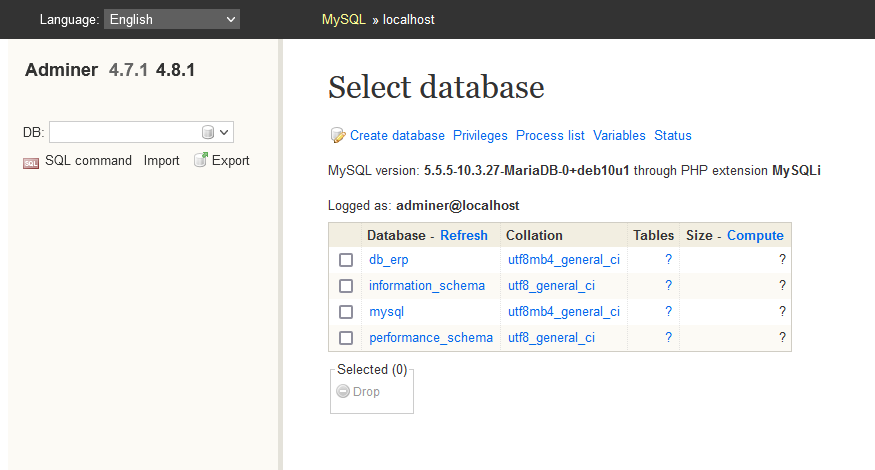 Language: English
MySQL » localhost
Adminer 4.7.1 4.8.1
DB:
SQL SQL command Import Export
Select database
Create database Privileges Process list Variables Status
MySQL version: 5.5.5-10.3.27-MariaDB-0+deb10u1 through PHP extension MySQLi
Logged as: adminer@localhost
Database - Refresh Collation Tables Size - Compute
db_erp utf8mb4_general_ci ? ?
information_schema utf8_general_ci ? ?
mysql utf8mb4_general_ci ? ?
performance_schema utf8_general_ci ? ?
Selected (0)
Drop